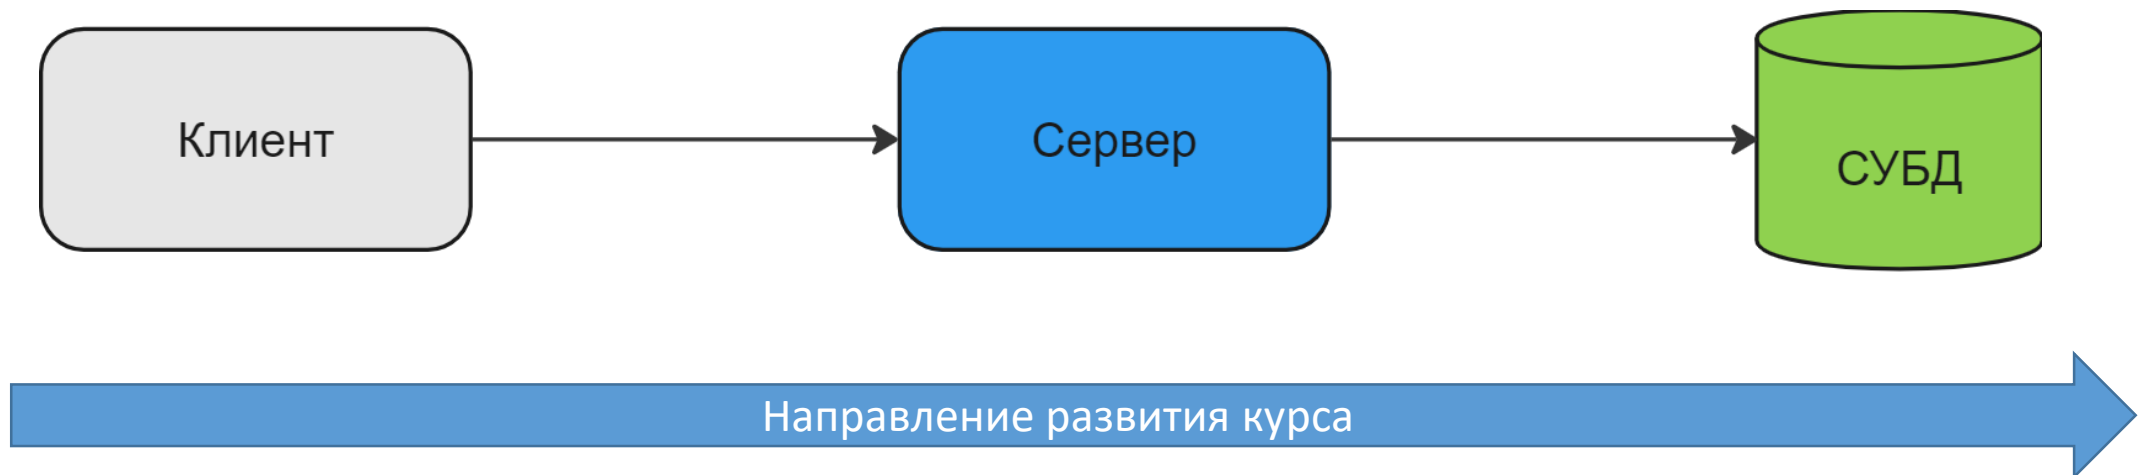 Клиент
Сервер
СУБД
Направление развития курса